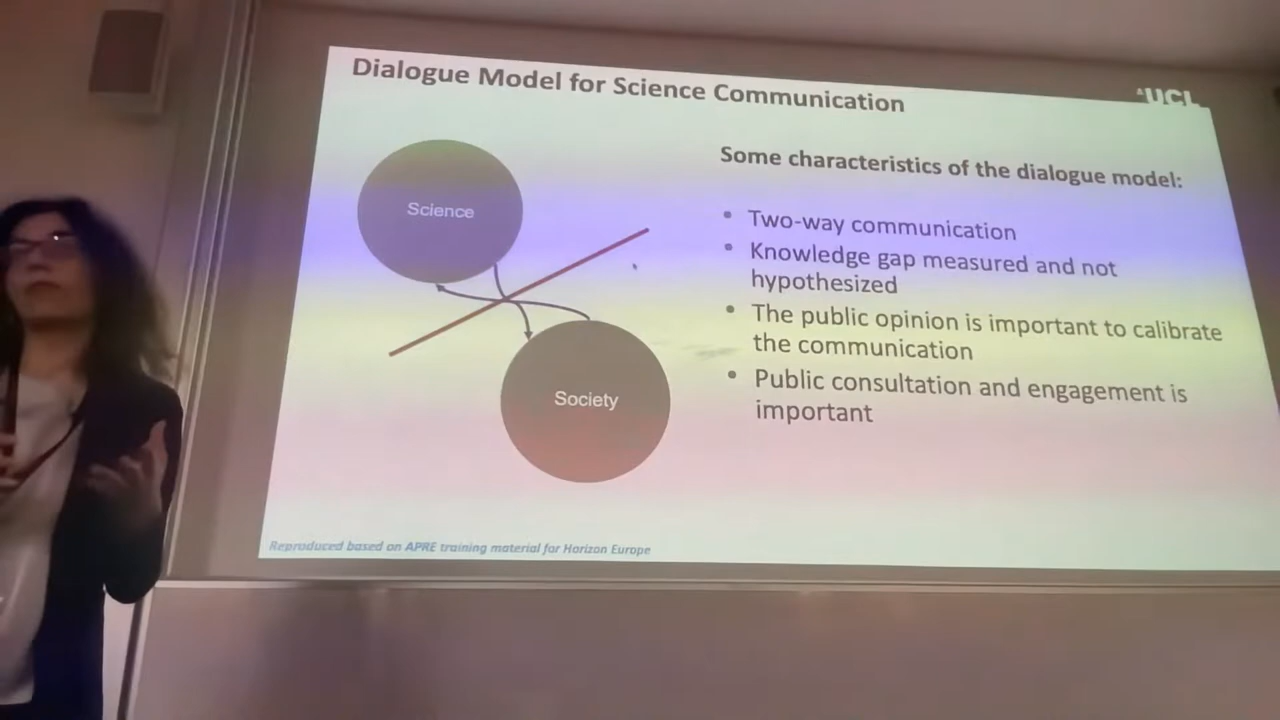 Dialogue Model for Science Communication
UCL
Science
Society
Some characteristics of the dialogue model:
• Two-way communication
• Knowledge gap measured and not
hypothesized
• The public opinion is important to calibrate
the communication
• Public consultation and engagement is
important
Reproduced based on APRE training material for Horizon Europe